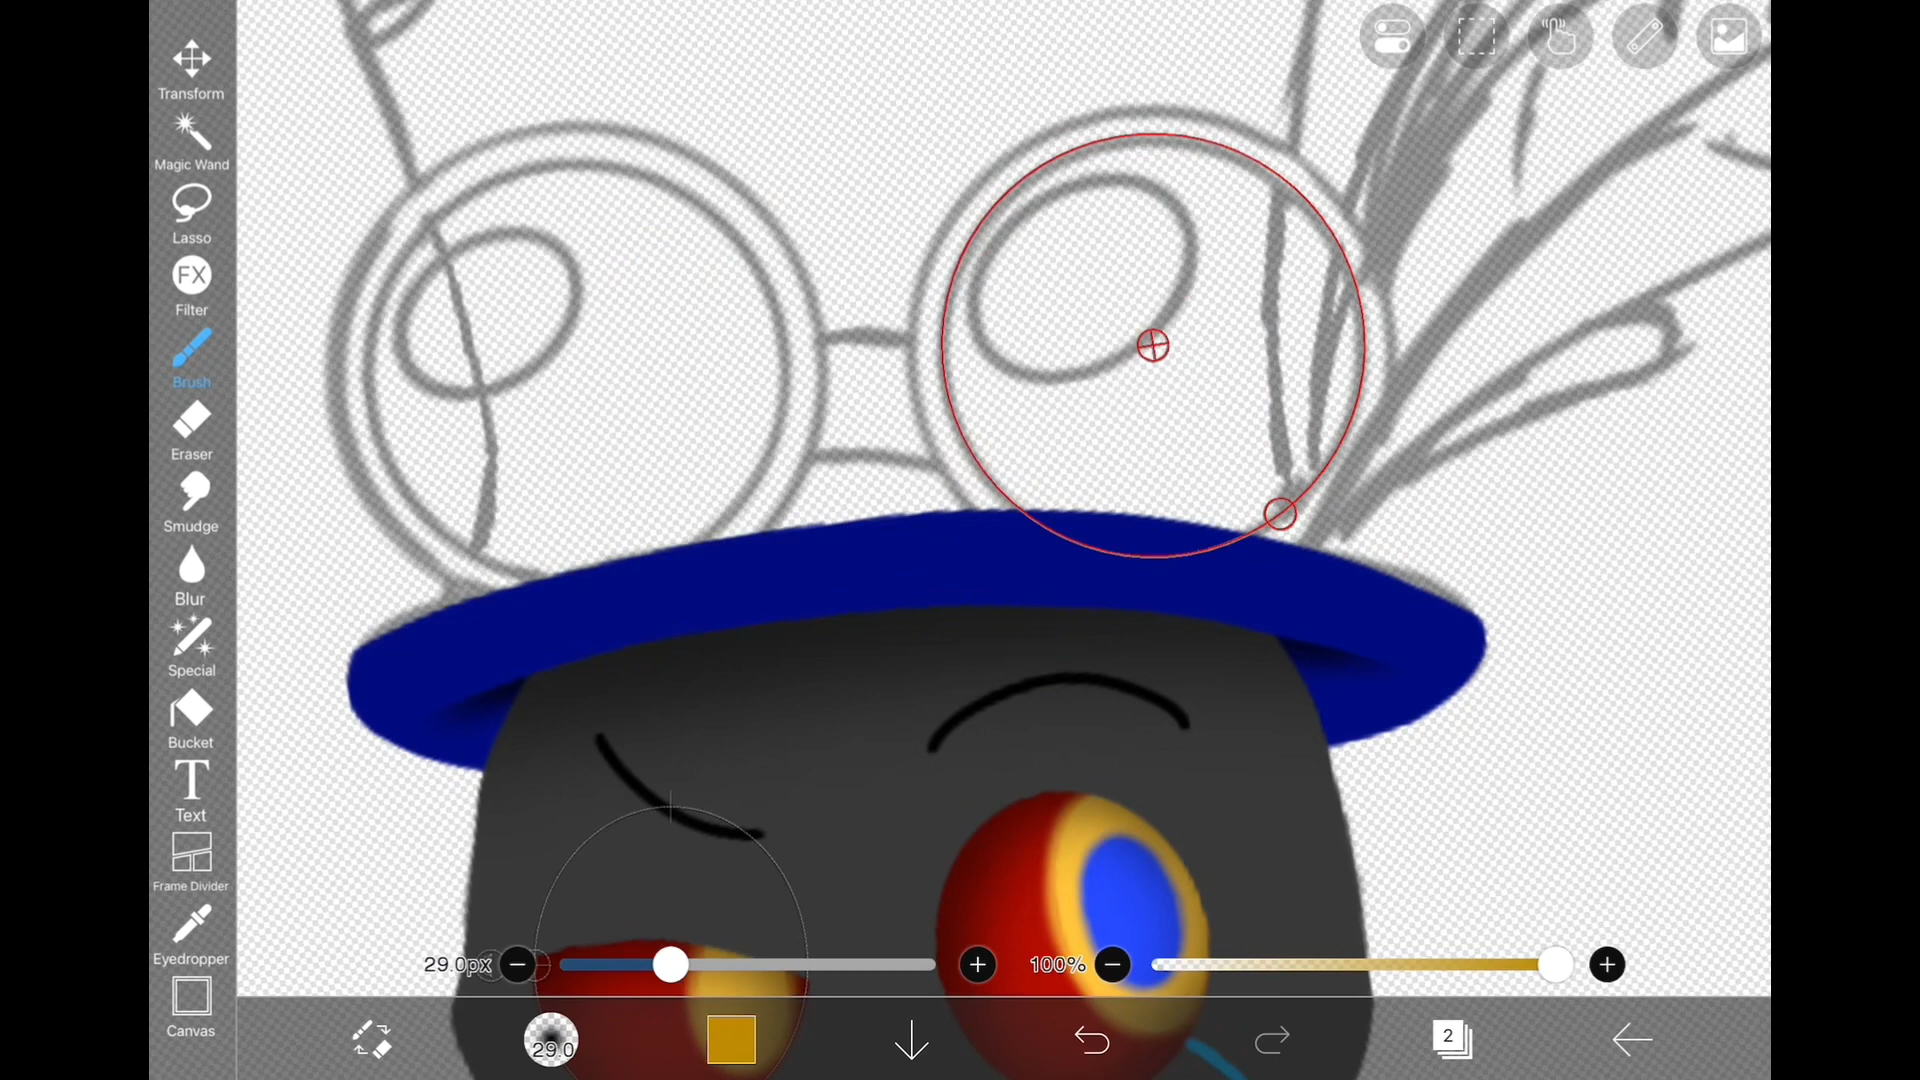 Transform
Magic Wand
Lasso
FX
Filter
Brush
Eraser
Smudge
Blur
Special
Bucket
T
Text
Frame Divider
Eyedropper
Canvas
29.0px
100%
29.0
2